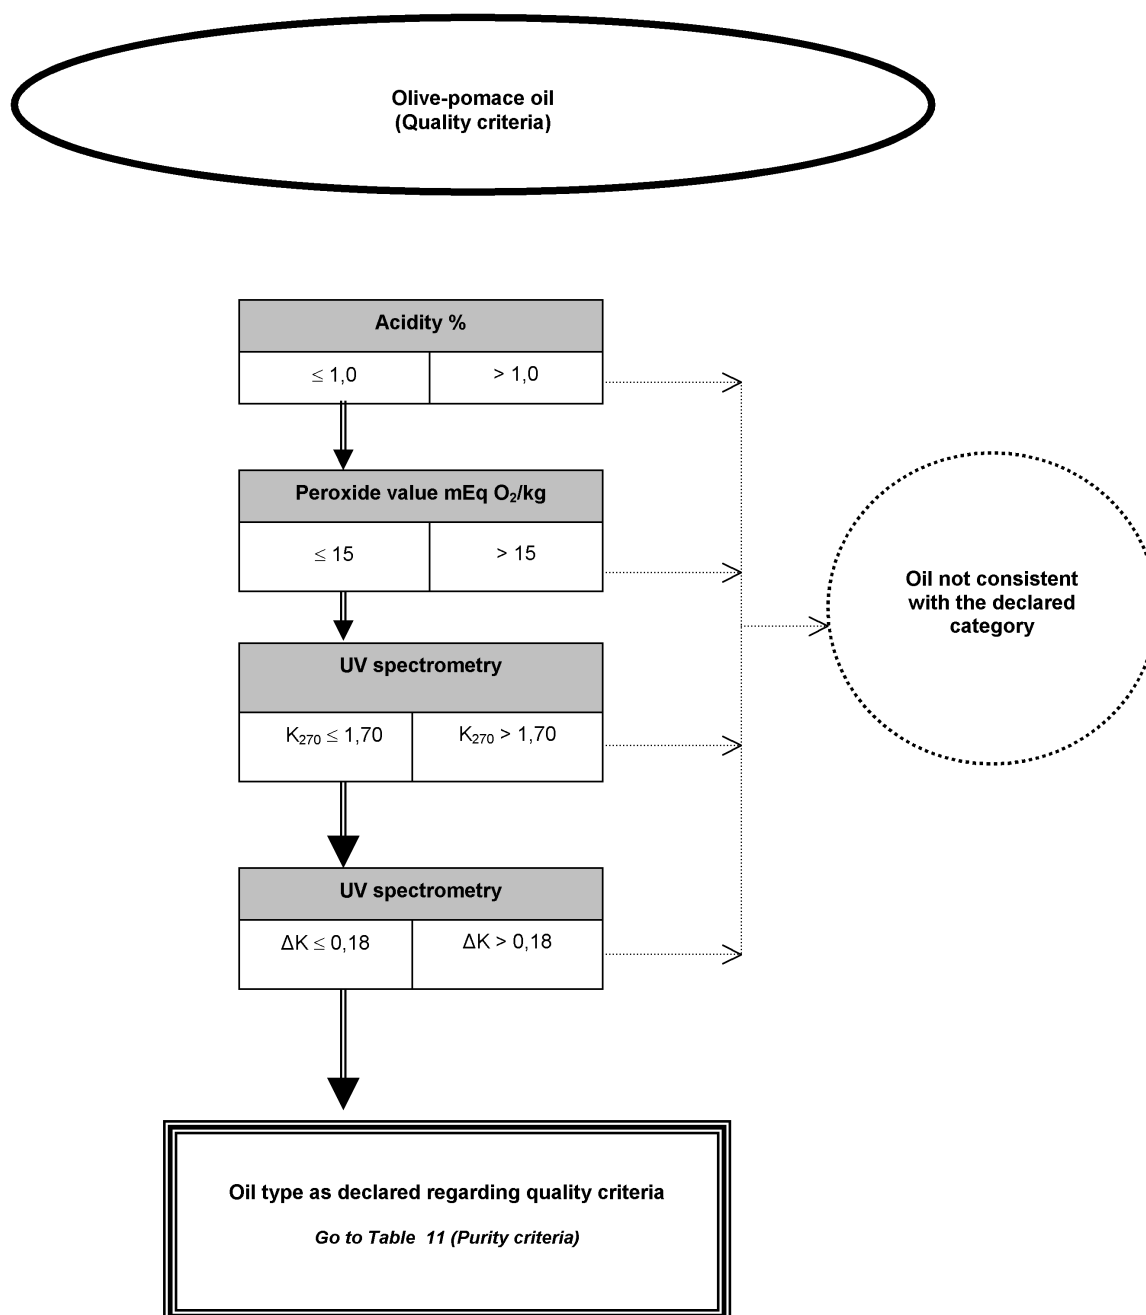 Olive-pomace oil
(Quality criteria)
Acidity %
≤ 1,0
> 1,0
Peroxide value mEq O₂/kg
≤ 15
> 15
Oil not consistent
with the declared
category
UV spectrometry
K₂₇₀ ≤ 1,70
K₂₇₀ > 1,70
UV spectrometry
ΔK ≤ 0,18
ΔK > 0,18
Oil type as declared regarding quality criteria
Go to Table 11 (Purity criteria)